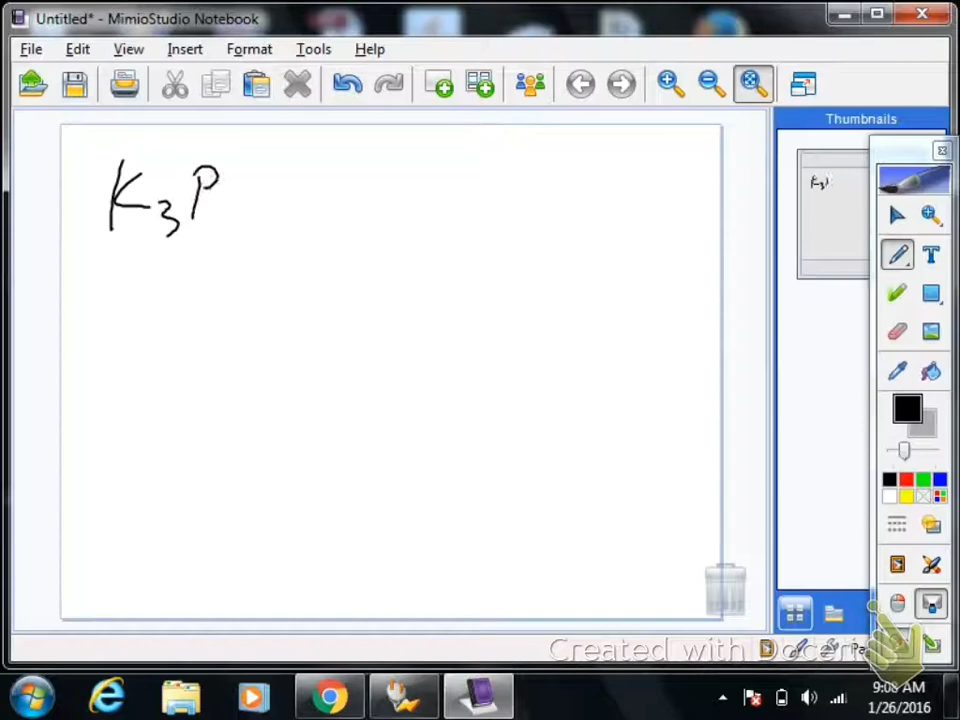 Untitled* - MimioStudio Notebook
File Edit View Insert Format Tools Help
Thumbnails
K₃P
K₃P
T
Created with Doceri
9:08 AM
1/26/2016